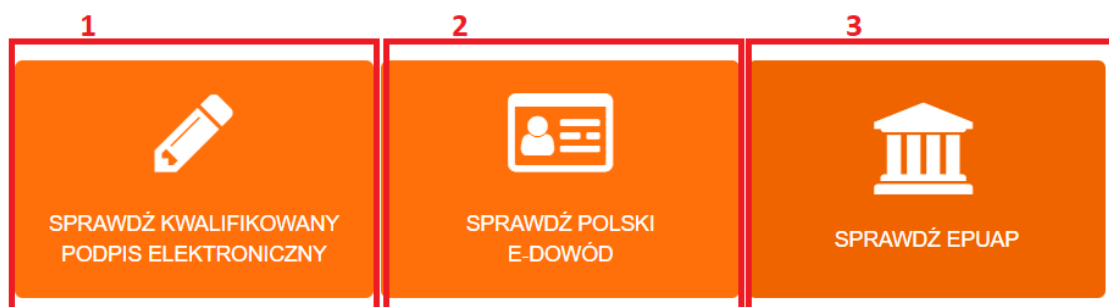 1
2
3
SPRAWDŹ KWALIFIKOWANY
PODPIS ELEKTRONICZNY
SPRAWDŹ POLSKI
E-DOWÓD
SPRAWDŹ EPUAP